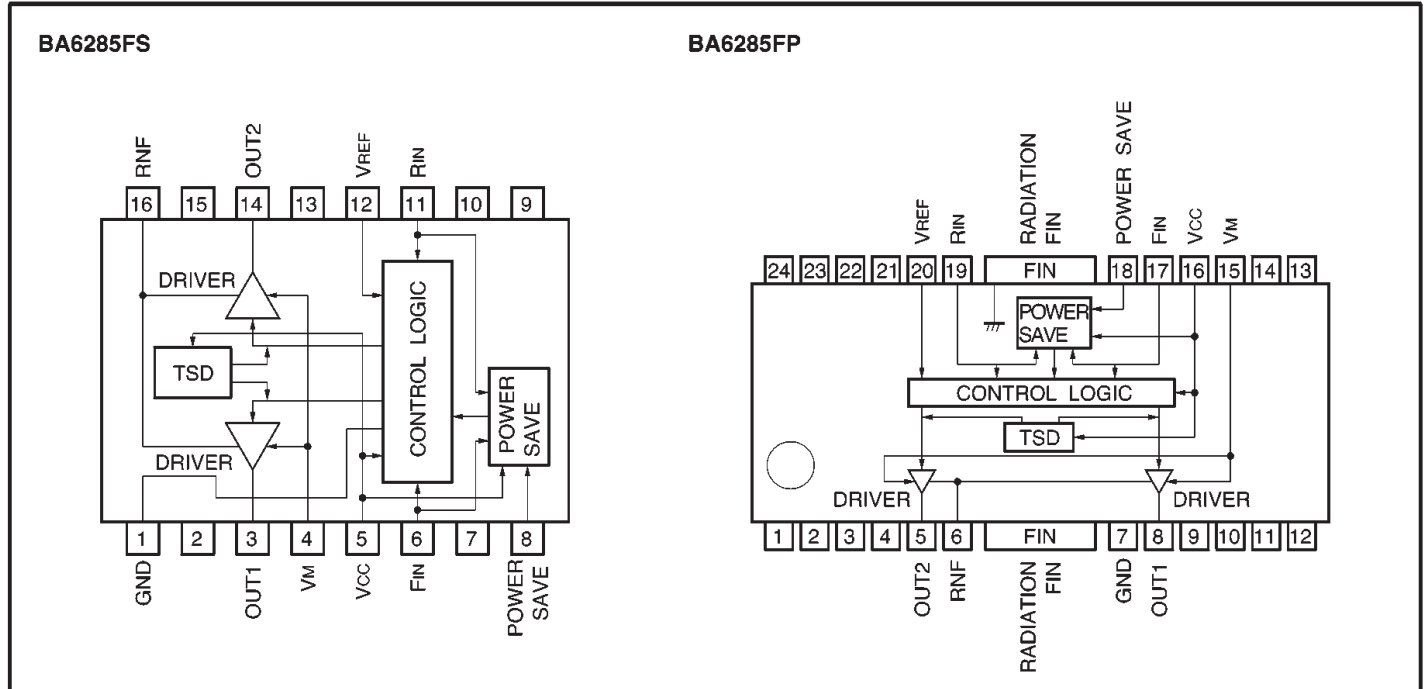 BA6285FS
RNF
OUT2
VREF
RIN
16 15 14 13 12 11 10 9
DRIVER
TSD
CONTROL LOGIC
POWER
SAVE
DRIVER
1 2 3 4 5 6 7 8
GND
OUT1
VM
VCC
FIN
POWER
SAVE
BA6285FP
VREF
RIN
RADIATION
FIN
POWER SAVE
FIN
VCC
VM
24 23 22 21 20 19 FIN 18 17 16 15 14 13
POWER
SAVE
CONTROL LOGIC
TSD
DRIVER
DRIVER
1 2 3 4 5 6 FIN 7 8 9 10 11 12
OUT2
RNF
RADIATION
FIN
GND
OUT1